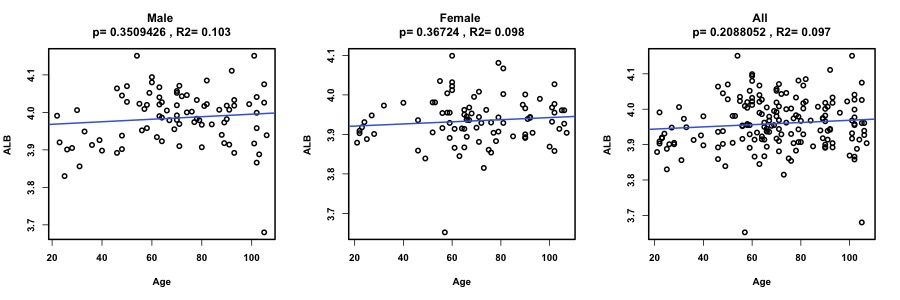 Male
p= 0.3509426 , R2= 0.103
ALB
4.1
4.0
3.9
3.8
3.7
20 40 60 80 100
Age
Female
p= 0.36724 , R2= 0.098
ALB
4.1
4.0
3.9
3.8
3.7
20 40 60 80 100
Age
All
p= 0.2088052 , R2= 0.097
ALB
4.1
4.0
3.9
3.8
3.7
20 40 60 80 100
Age